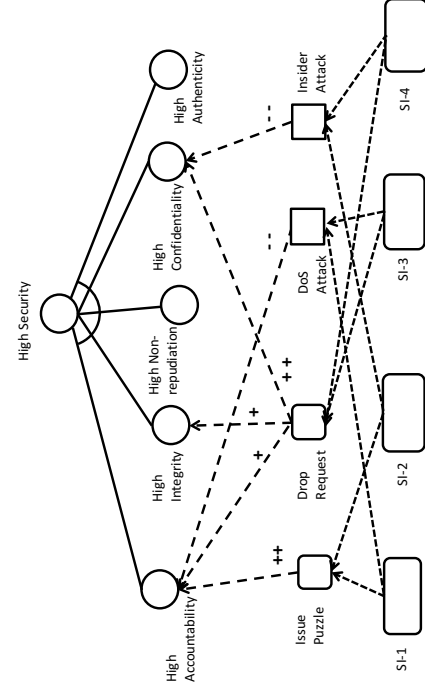 High Security
High
Accountability
High
Integrity
High Non-
repudiation
High
Confidentiality
High
Authenticity
++
+
+
++
--
--
Issue
Puzzle
Drop
Request
DoS
Attack
Insider
Attack
SI-1
SI-2
SI-3
SI-4